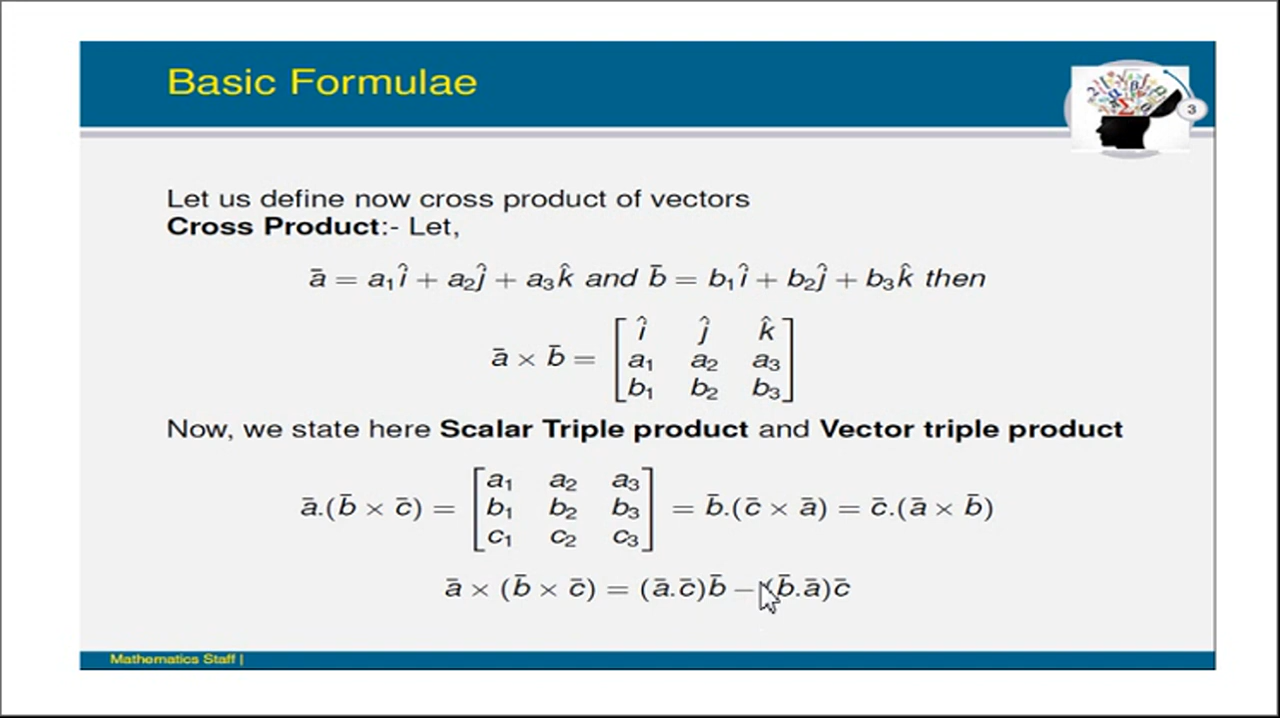 Basic Formulae
3
Let us define now cross product of vectors
Cross Product:- Let,
ā = a₁î + a₂ĵ + a₃k̂ and b̄ = b₁î + b₂ĵ + b₃k̂ then
ā × b̄ = [ î ĵ k̂
a₁ a₂ a₃
b₁ b₂ b₃ ]
Now, we state here Scalar Triple product and Vector triple product
ā.(b̄ × c̄) = [ a₁ a₂ a₃
b₁ b₂ b₃
c₁ c₂ c₃ ] = b̄.(c̄ × ā) = c̄.(ā × b̄)
ā × (b̄ × c̄) = (ā.c̄)b̄ − (b̄.ā)c̄
Mathematics Staff |